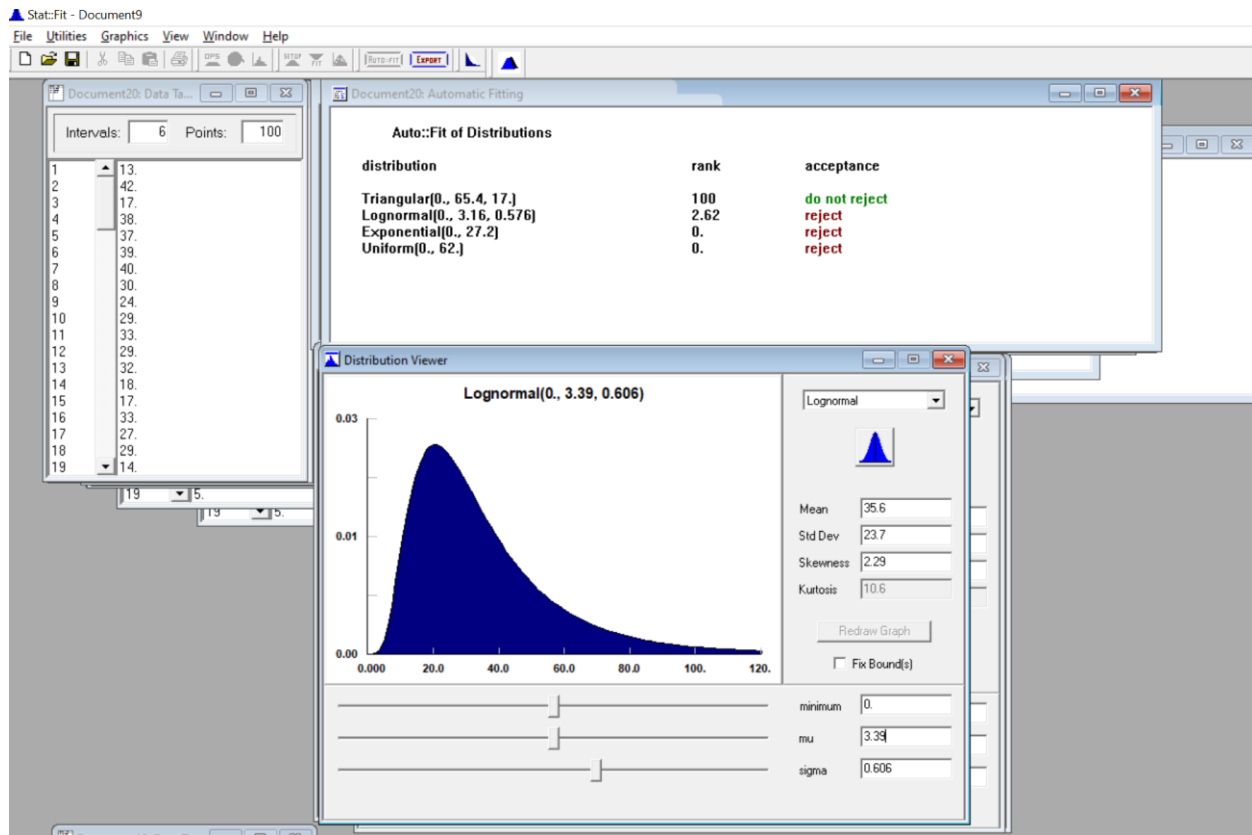 Stat::Fit - Document9
File Utilities Graphics View Window Help
OPS SETUP FIT AUTO::FIT EXPORT
Document20: Data Ta...
Intervals: 6 Points: 100
1 13.
2 42.
3 17.
4 38.
5 37.
6 39.
7 40.
8 30.
9 24.
10 29.
11 33.
12 29.
13 32.
14 18.
15 17.
16 33.
17 27.
18 29.
19 14.
19 5.
19 5.
Document20: Automatic Fitting
Auto::Fit of Distributions
distribution rank acceptance
Triangular(0., 65.4, 17.) 100 do not reject
Lognormal(0., 3.16, 0.576) 2.62 reject
Exponential(0., 27.2) 0. reject
Uniform(0., 62.) 0. reject
Distribution Viewer
Lognormal(0., 3.39, 0.606)
0.03
0.01
0.00
0.000 20.0 40.0 60.0 80.0 100. 120.
Lognormal
Mean 35.6
Std Dev 23.7
Skewness 2.29
Kurtosis 10.6
Redraw Graph
Fix Bound(s)
minimum 0.
mu 3.39
sigma 0.606